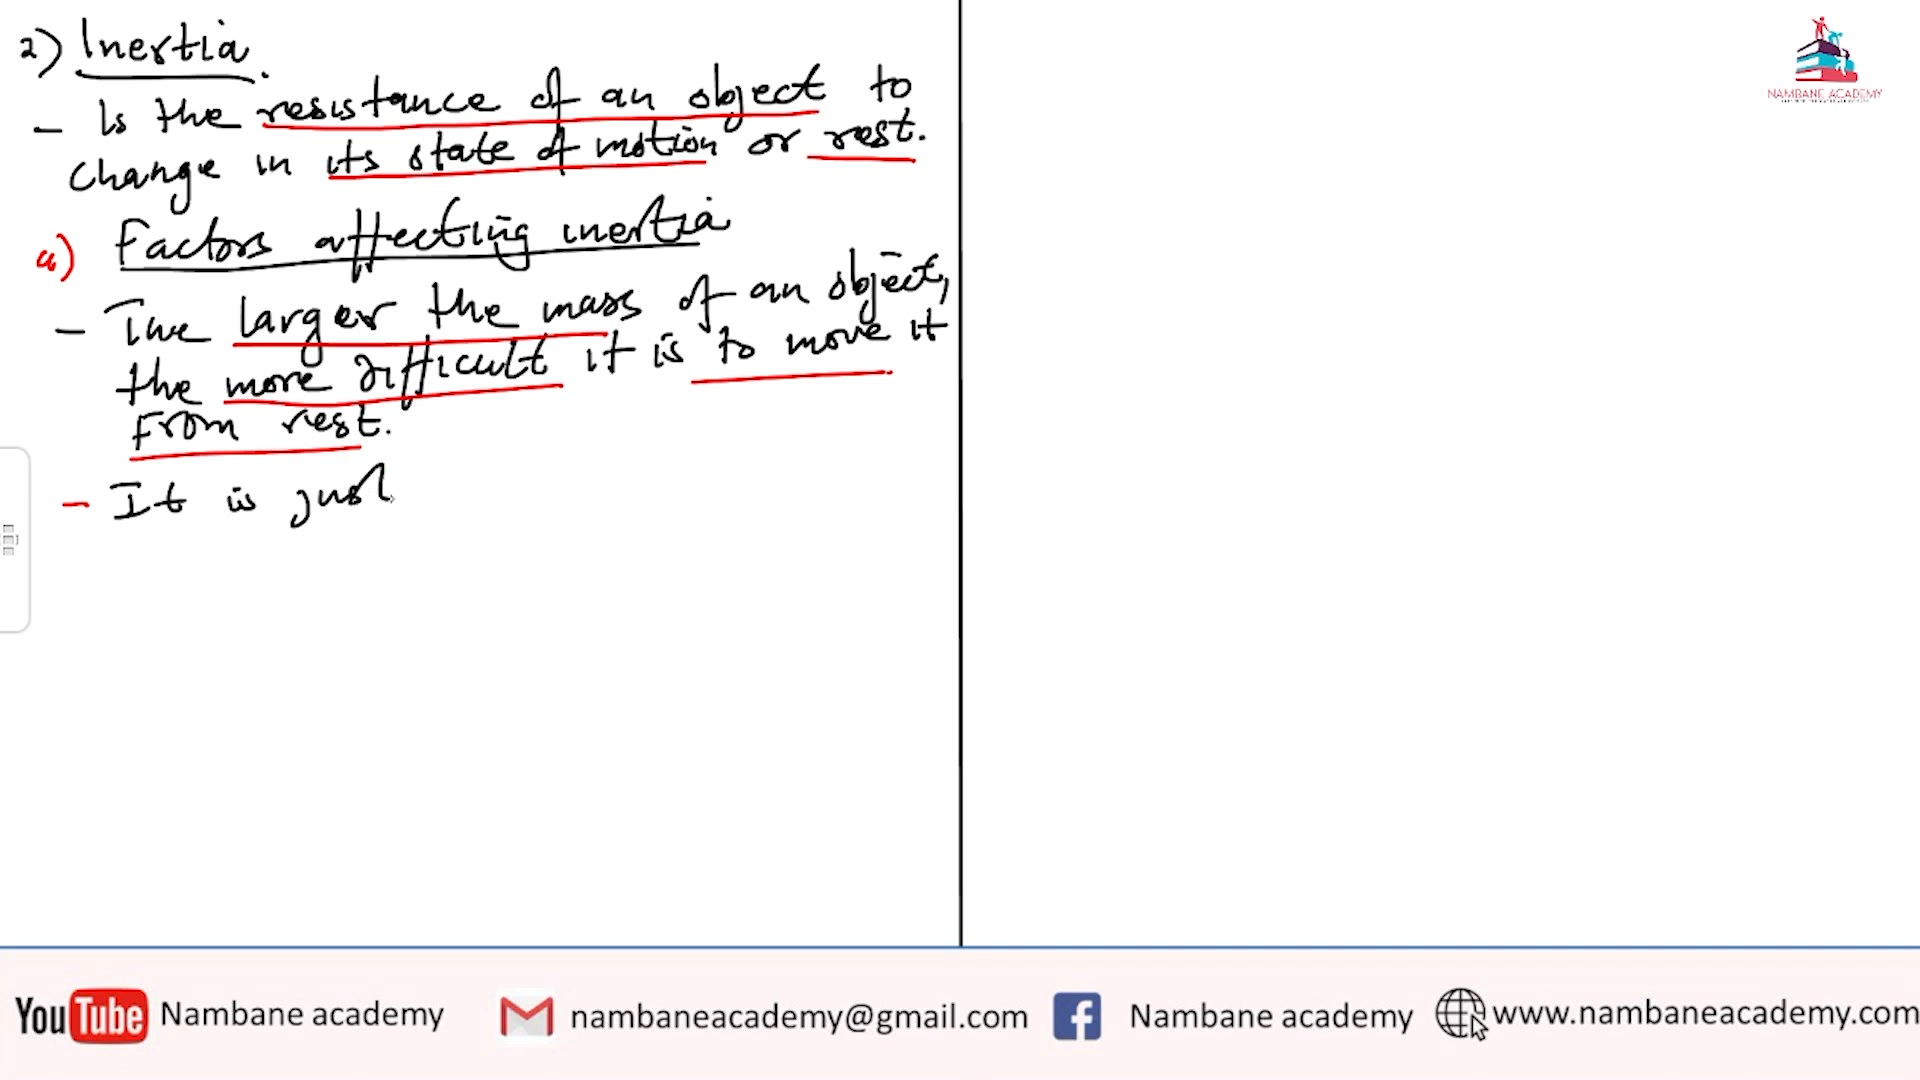 2) Inertia.
- Is the resistance of an object to
change in its state of motion or rest.
a) Factors affecting inertia
- The larger the mass of an object,
the more difficult it is to move it
from rest.
- It is just
NAMBANE ACADEMY
YouTube Nambane academy nambaneacademy@gmail.com Nambane academy www.nambaneacademy.com